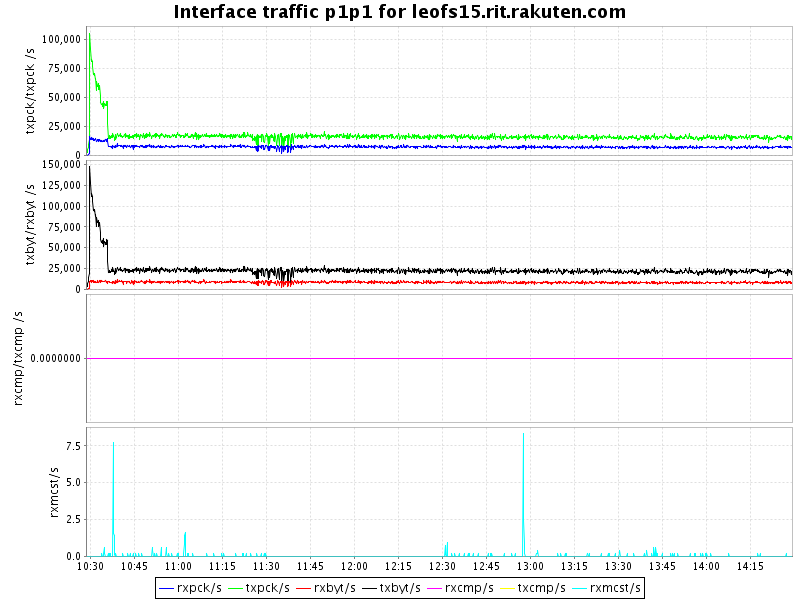 Interface traffic p1p1 for leofs15.rit.rakuten.com
txpck/txpck /s
100,000
75,000
50,000
25,000
0
txbyt/rxbyt /s
150,000
125,000
100,000
75,000
50,000
25,000
0
rxcmp/txcmp /s
0.0000000
rxmcst/s
7.5
5.0
2.5
0.0
10:30 10:45 11:00 11:15 11:30 11:45 12:00 12:15 12:30 12:45 13:00 13:15 13:30 13:45 14:00 14:15
rxpck/s txpck/s rxbyt/s txbyt/s rxcmp/s txcmp/s rxmcst/s